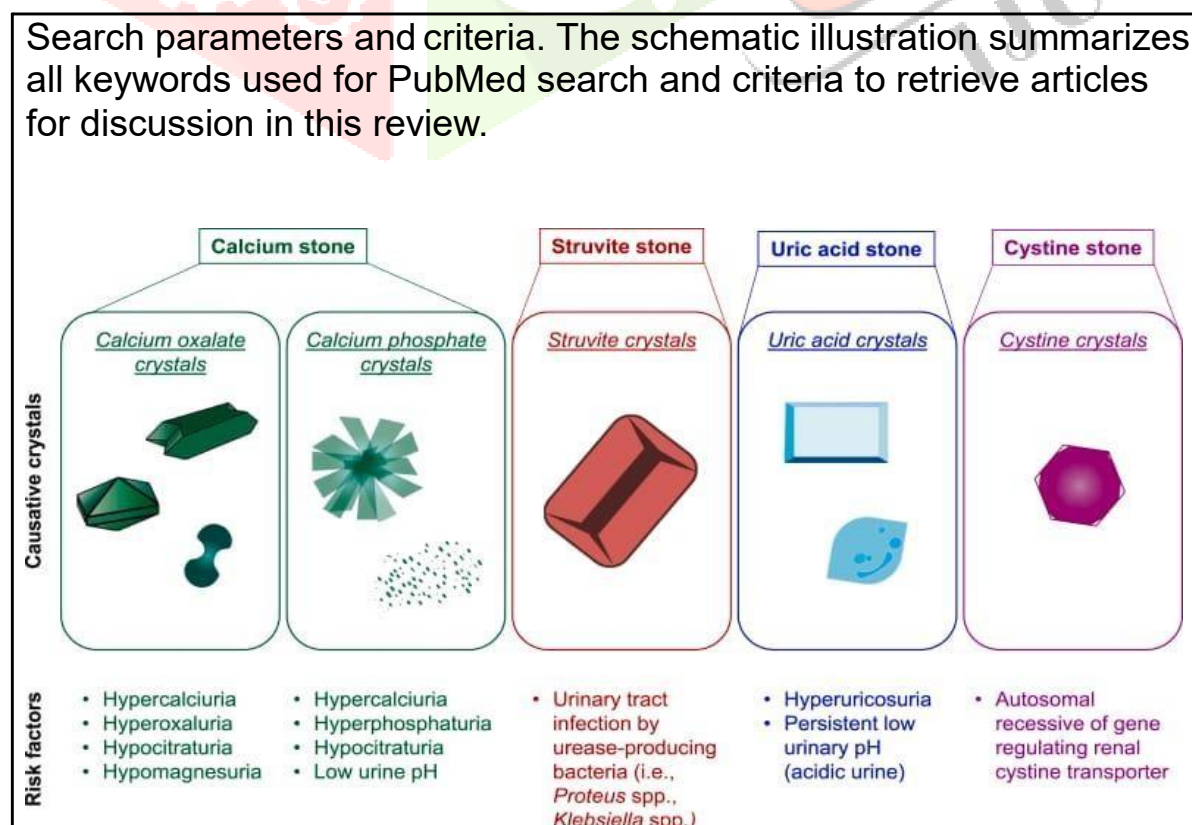 Search parameters and criteria. The schematic illustration summarizes
all keywords used for PubMed search and criteria to retrieve articles
for discussion in this review.
Calcium stone
Struvite stone
Uric acid stone
Cystine stone
Causative crystals
Calcium oxalate
crystals
Calcium phosphate
crystals
Struvite crystals
Uric acid crystals
Cystine crystals
Risk factors
• Hypercalciuria
• Hyperoxaluria
• Hypocitraturia
• Hypomagnesuria
• Hypercalciuria
• Hyperphosphaturia
• Hypocitraturia
• Low urine pH
• Urinary tract
infection by
urease-producing
bacteria (i.e.,
Proteus spp.,
Klebsiella spp.)
• Hyperuricosuria
• Persistent low
urinary pH
(acidic urine)
• Autosomal
recessive of gene
regulating renal
cystine transporter